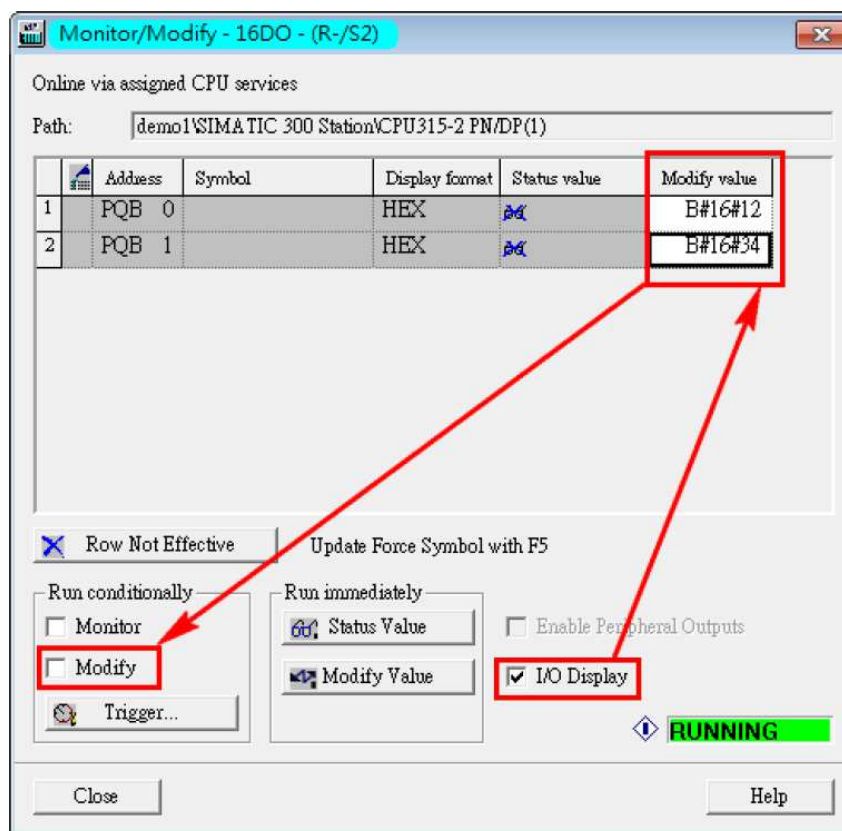 Monitor/Modify - 16DO - (R-/S2)
Online via assigned CPU services
Path: demo1\SIMATIC 300 Station\CPU315-2 PN/DP(1)
Address Symbol Display format Status value Modify value
1 PQB 0 HEX B#16#12
2 PQB 1 HEX B#16#34
Row Not Effective Update Force Symbol with F5
Run conditionally Run immediately
Monitor Status Value Enable Peripheral Outputs
Modify Modify Value I/O Display
Trigger...
RUNNING
Close Help